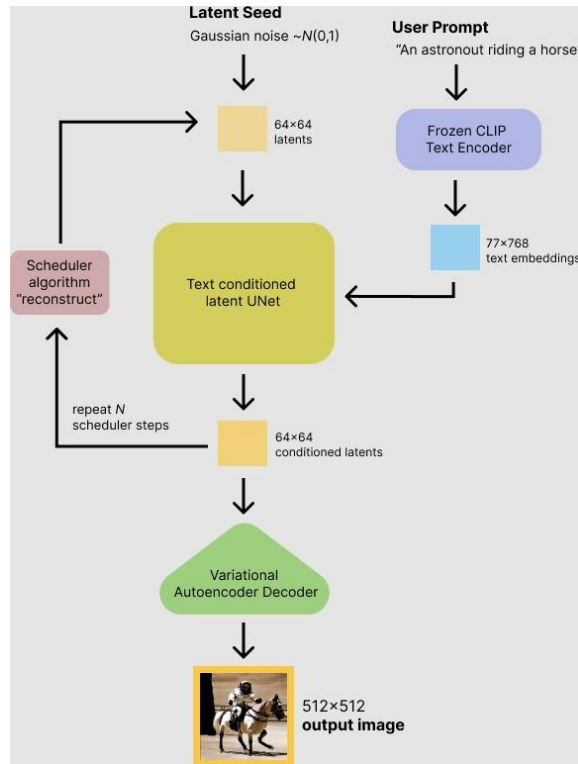 Latent Seed
Gaussian noise ~N(0,1)
User Prompt
“An astronout riding a horse”
64×64
latents
Frozen CLIP
Text Encoder
77×768
text embeddings
Scheduler
algorithm
“reconstruct”
Text conditioned
latent UNet
repeat N
scheduler steps
64×64
conditioned latents
Variational
Autoencoder Decoder
512×512
output image